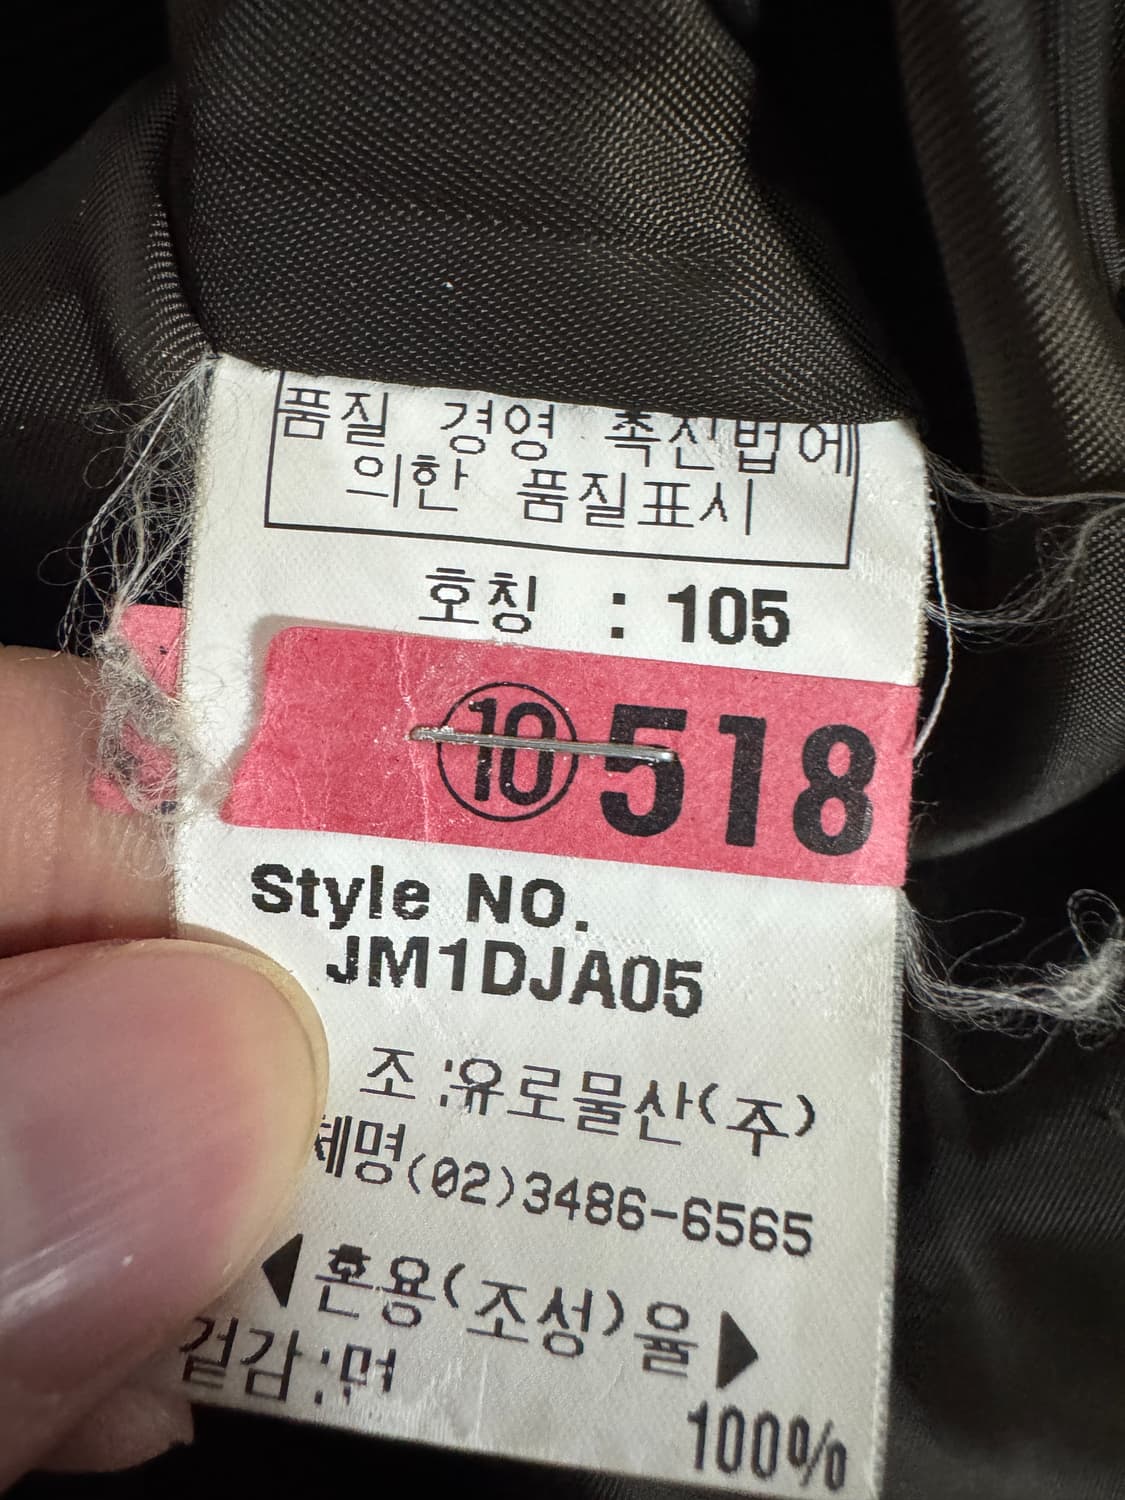 품질 경영 촉진법에
의한 품질표시
호칭 : 105
⑩518
Style NO.
JM1DJA05
조 :유로물산(주)
체명(02)3486-6565
◀혼용(조성)율▶
겉감:면
100%